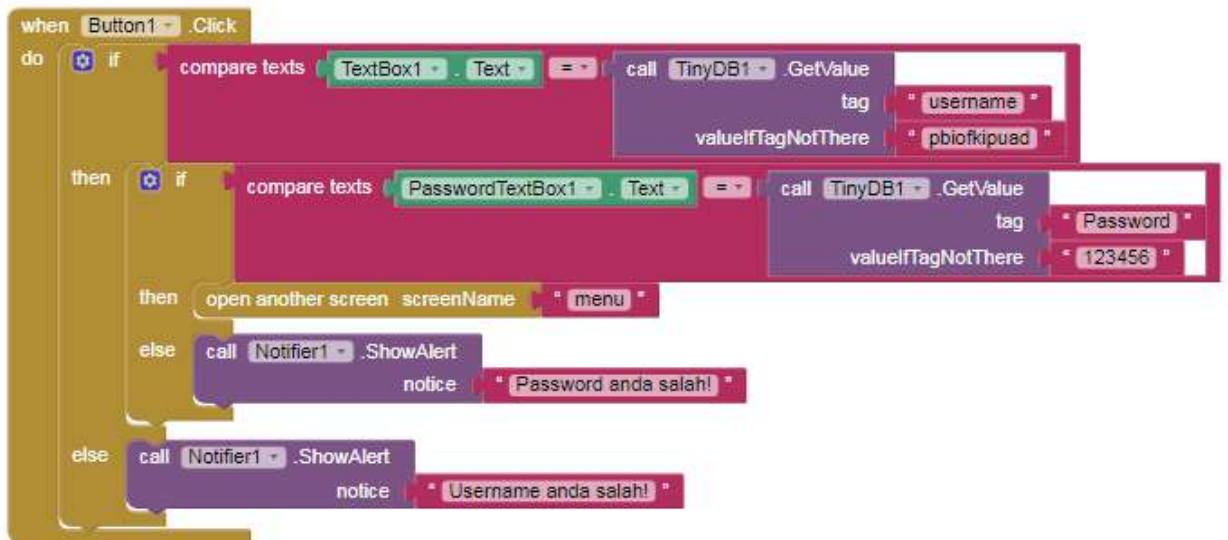 when Button1 .Click
do if compare texts TextBox1 . Text = call TinyDB1 .GetValue
tag " username "
valueIfTagNotThere " pbiofkipuad "
then if compare texts PasswordTextBox1 . Text = call TinyDB1 .GetValue
tag " Password "
valueIfTagNotThere " 123456 "
then open another screen screenName " menu "
else call Notifier1 .ShowAlert
notice " Password anda salah! "
else call Notifier1 .ShowAlert
notice " Username anda salah! "